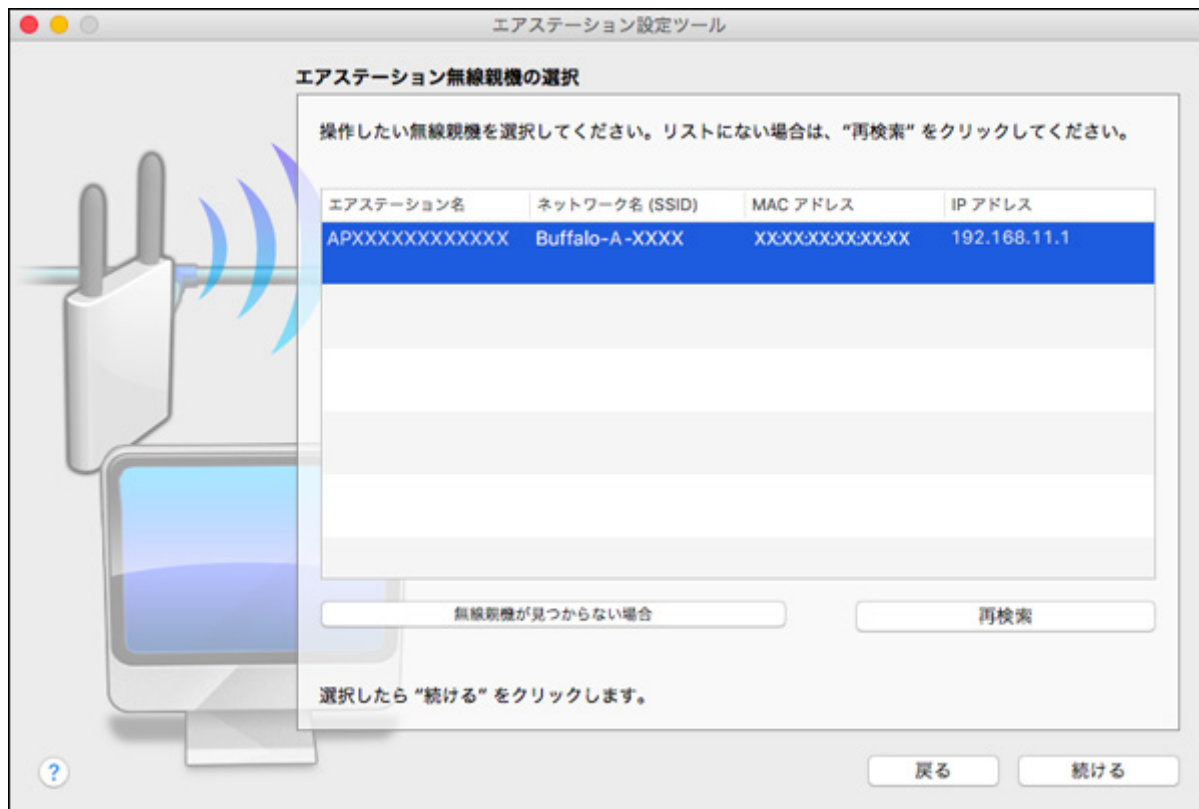 エアステーション設定ツール
エアステーション無線親機の選択
操作したい無線親機を選択してください。リストにない場合は、"再検索" をクリックしてください。
エアステーション名 ネットワーク名 (SSID) MAC アドレス IP アドレス
APXXXXXXXXXXXX Buffalo-A-XXXX XX:XX:XX:XX:XX:XX 192.168.11.1
無線親機が見つからない場合 再検索
選択したら "続ける" をクリックします。
? 戻る 続ける